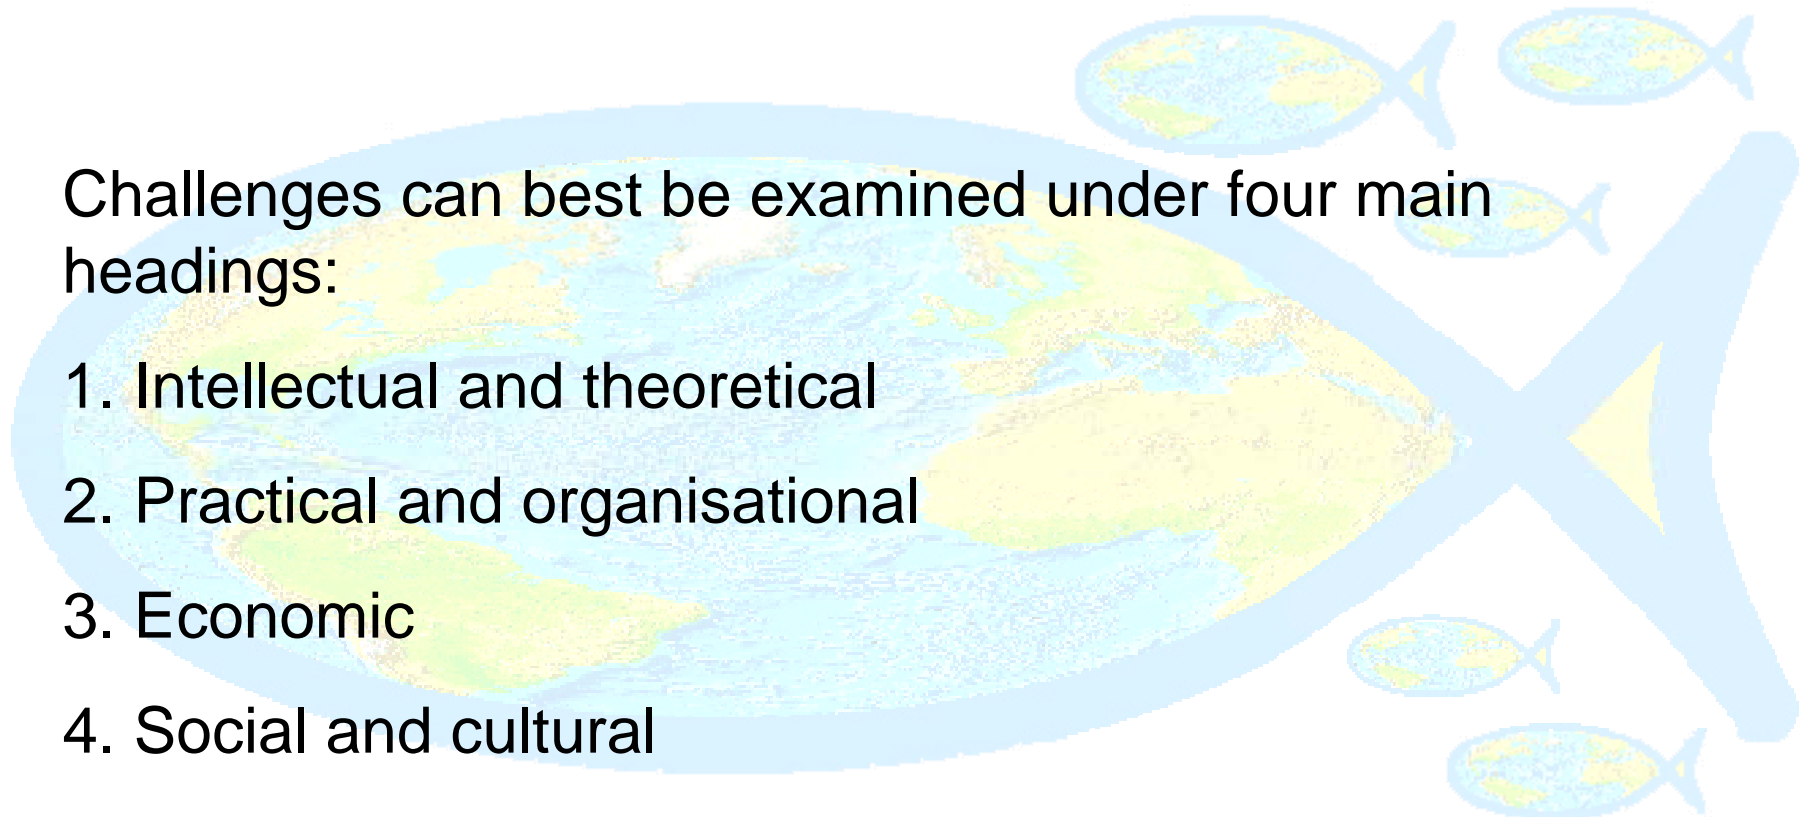 Challenges can best be examined under four main
headings:
1. Intellectual and theoretical
2. Practical and organisational
3. Economic
4. Social and cultural